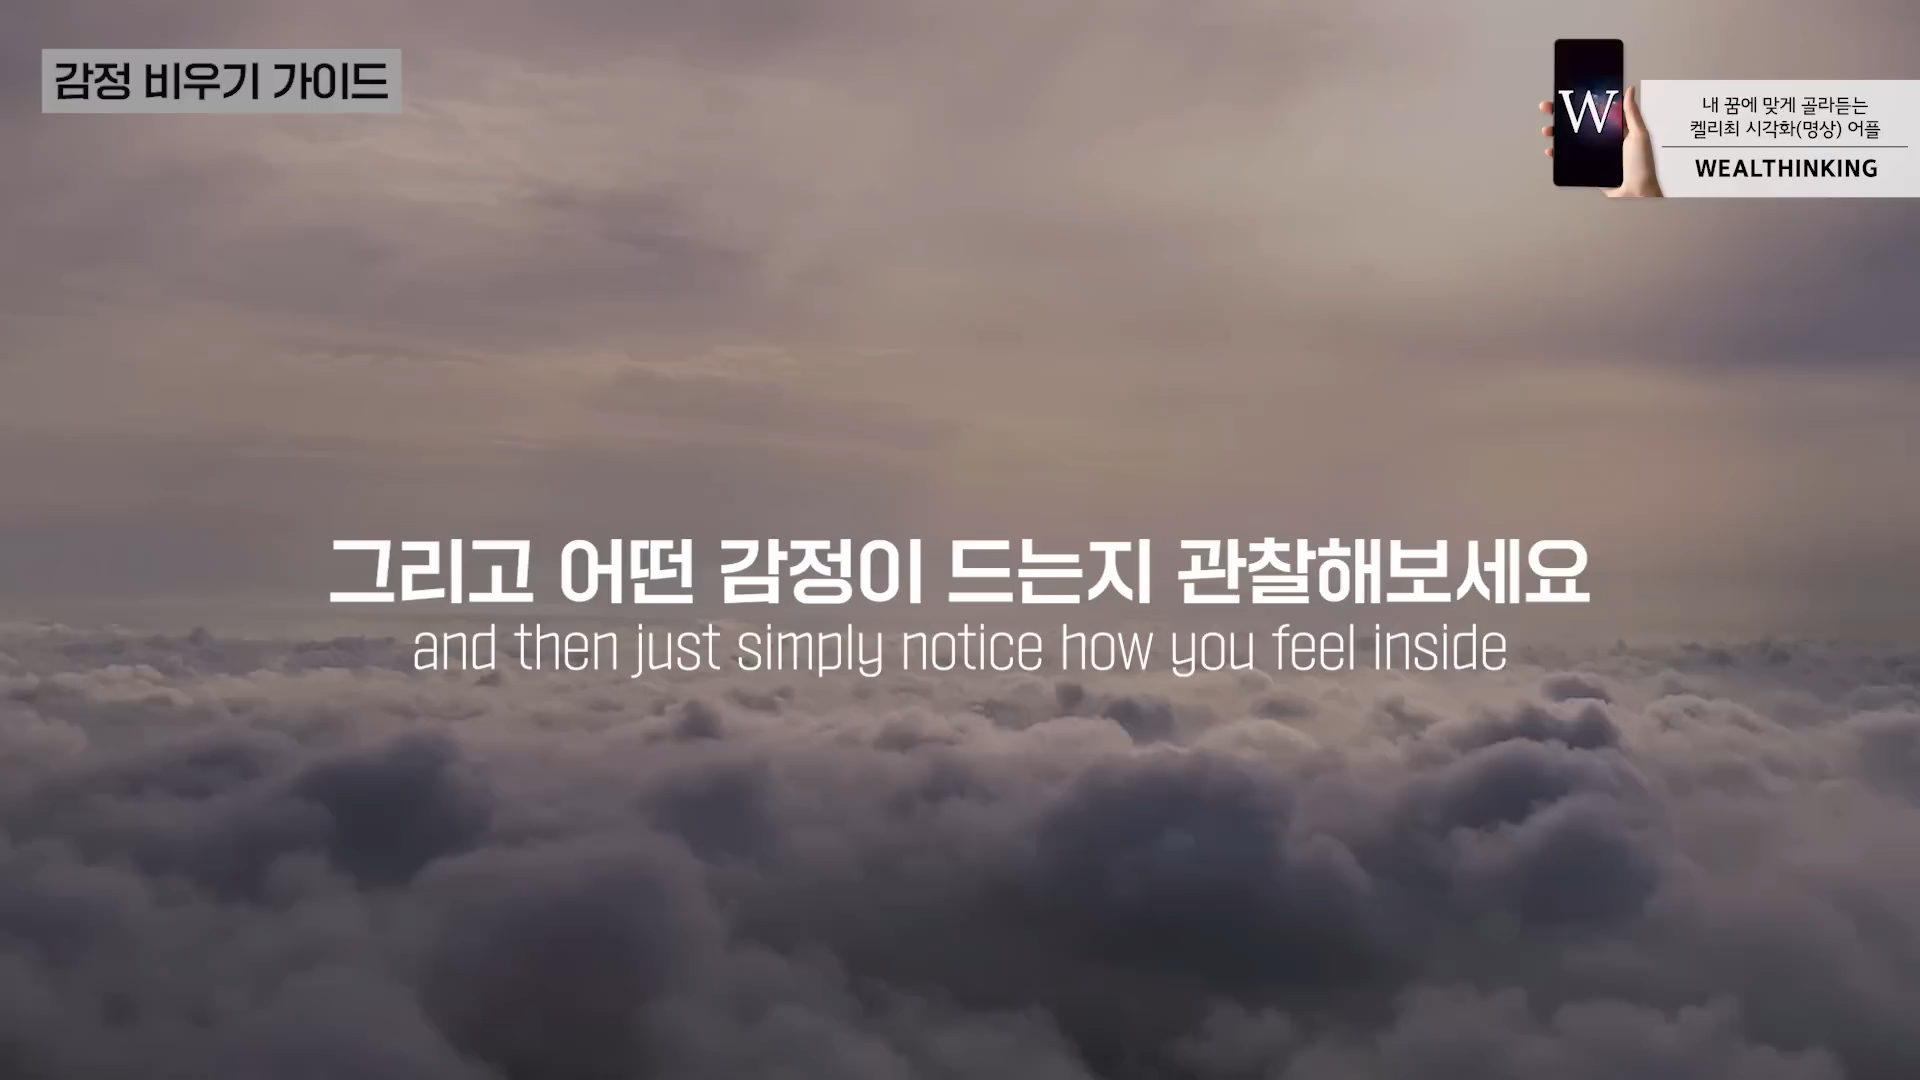 감정 비우기 가이드
W
내 꿈에 맞게 골라듣는
켈리최 시각화(명상) 어플
WEALTHINKING
그리고 어떤 감정이 드는지 관찰해보세요
and then just simply notice how you feel inside